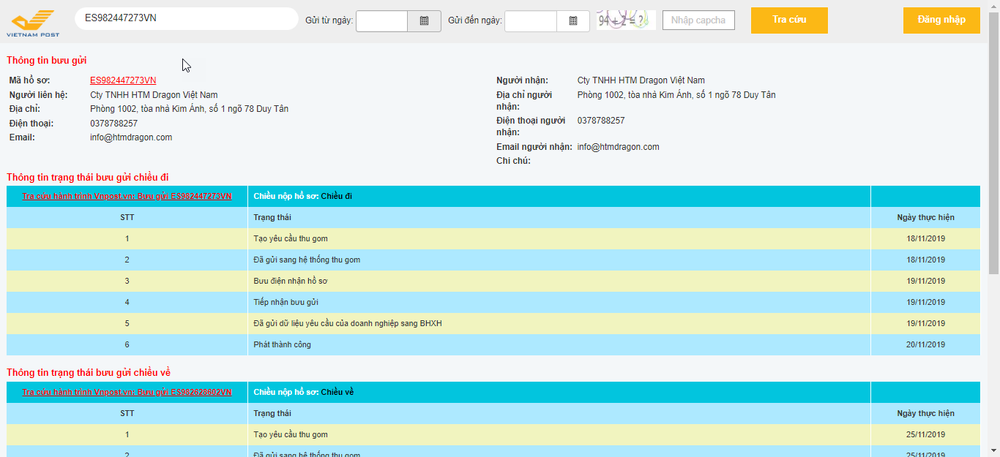 VIETNAM POST
ES982447273VN
Gửi từ ngày:
Gửi đến ngày:
94 + 2 = ?
Nhập capcha
Tra cứu
Đăng nhập
Thông tin bưu gửi
Mã hồ sơ: ES982447273VN
Người liên hệ: Cty TNHH HTM Dragon Việt Nam
Địa chỉ: Phòng 1002, tòa nhà Kim Ánh, số 1 ngõ 78 Duy Tân
Điện thoại: 0378788257
Email: info@htmdragon.com
Người nhận: Cty TNHH HTM Dragon Việt Nam
Địa chỉ người nhận: Phòng 1002, tòa nhà Kim Ánh, số 1 ngõ 78 Duy Tân
Điện thoại người nhận: 0378788257
Email người nhận: info@htmdragon.com
Chi chú:
Thông tin trạng thái bưu gửi chiều đi
Tra cứu hành trình Vnpost.vn: Bưu gửi ES982447273VN Chiều nộp hồ sơ: Chiều đi
STT Trạng thái Ngày thực hiện
1 Tạo yêu cầu thu gom 18/11/2019
2 Đã gửi sang hệ thống thu gom 18/11/2019
3 Bưu điện nhận hồ sơ 19/11/2019
4 Tiếp nhận bưu gửi 19/11/2019
5 Đã gửi dữ liệu yêu cầu của doanh nghiệp sang BHXH 19/11/2019
6 Phát thành công 20/11/2019
Thông tin trạng thái bưu gửi chiều về
Tra cứu hành trình Vnpost.vn: Bưu gửi ES982628602VN Chiều nộp hồ sơ: Chiều về
STT Trạng thái Ngày thực hiện
1 Tạo yêu cầu thu gom 25/11/2019
2 Đã gửi sang hệ thống thu gom 25/11/2019